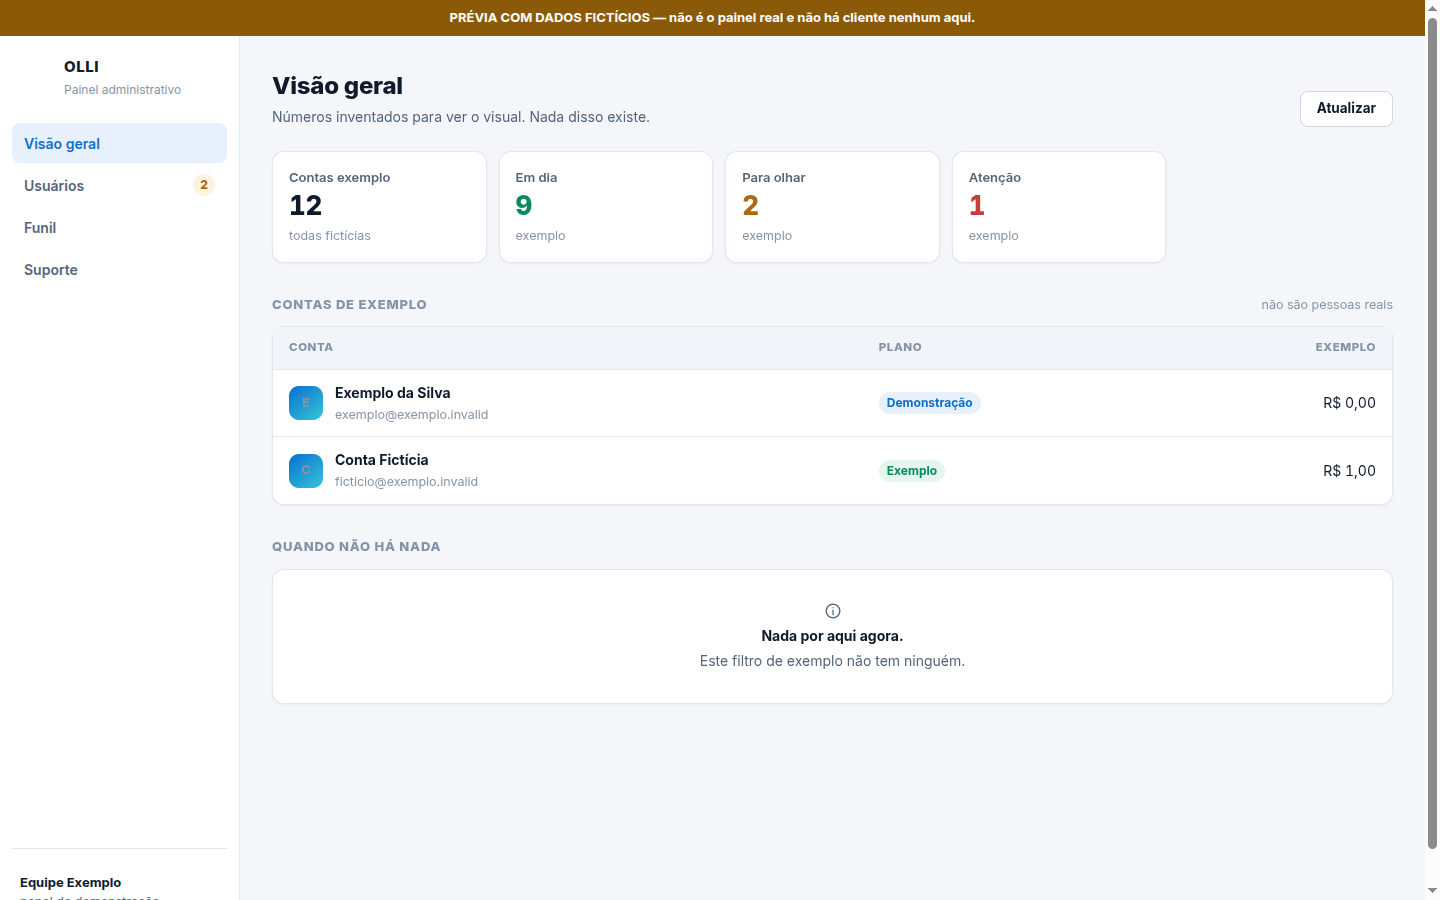 PRÉVIA COM DADOS FICTÍCIOS — não é o painel real e não há cliente nenhum aqui.
OLLI
Painel administrativo
Visão geral
Usuários 2
Funil
Suporte
Equipe Exemplo
Visão geral
Números inventados para ver o visual. Nada disso existe.
Atualizar
Contas exemplo
12
todas fictícias
Em dia
9
exemplo
Para olhar
2
exemplo
Atenção
1
exemplo
CONTAS DE EXEMPLO
não são pessoas reais
CONTA PLANO EXEMPLO
E
Exemplo da Silva
exemplo@exemplo.invalid
Demonstração
R$ 0,00
C
Conta Fictícia
ficticio@exemplo.invalid
Exemplo
R$ 1,00
QUANDO NÃO HÁ NADA
Nada por aqui agora.
Este filtro de exemplo não tem ninguém.